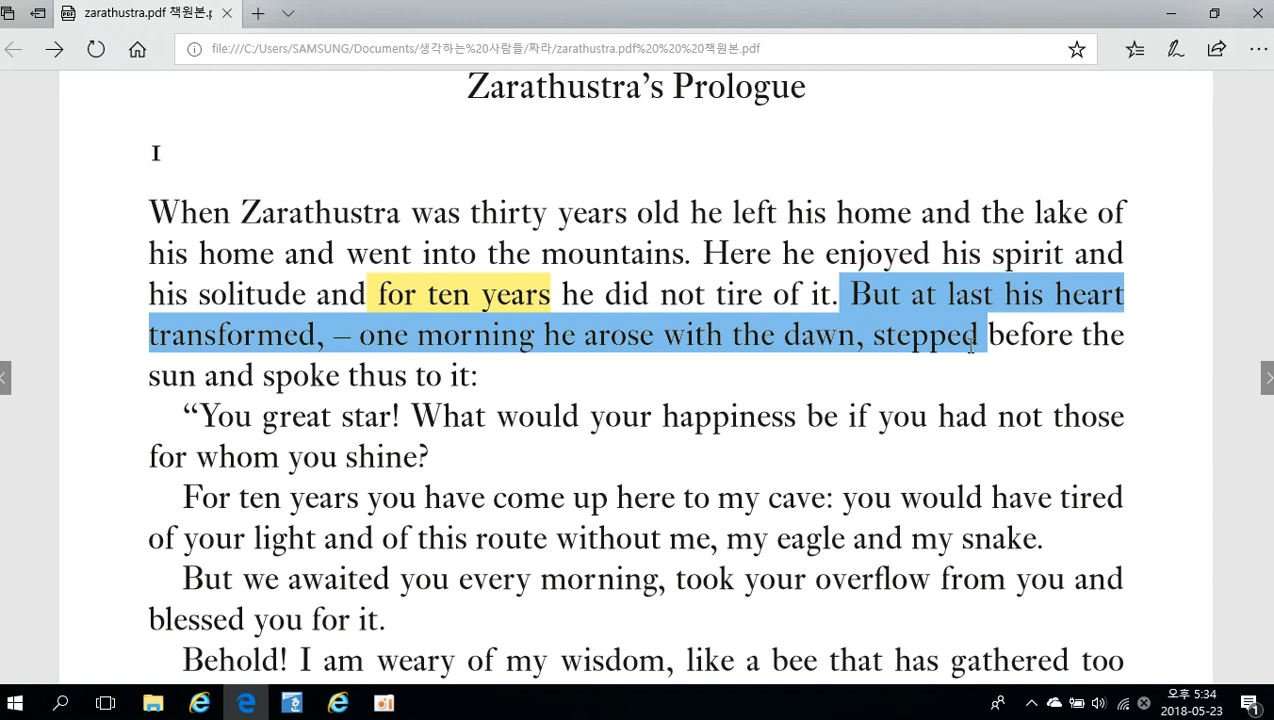 zarathustra.pdf 책원본.p
file:///C:/Users/SAMSUNG/Documents/생각하는%20사람들/짜라/zarathustra.pdf%20%20%20책원본.pdf
Zarathustra’s Prologue
1
When Zarathustra was thirty years old he left his home and the lake of
his home and went into the mountains. Here he enjoyed his spirit and
his solitude and for ten years he did not tire of it. But at last his heart
transformed, – one morning he arose with the dawn, stepped before the
sun and spoke thus to it:
“You great star! What would your happiness be if you had not those
for whom you shine?
For ten years you have come up here to my cave: you would have tired
of your light and of this route without me, my eagle and my snake.
But we awaited you every morning, took your overflow from you and
blessed you for it.
Behold! I am weary of my wisdom, like a bee that has gathered too
오후 5:34
2018-05-23
1